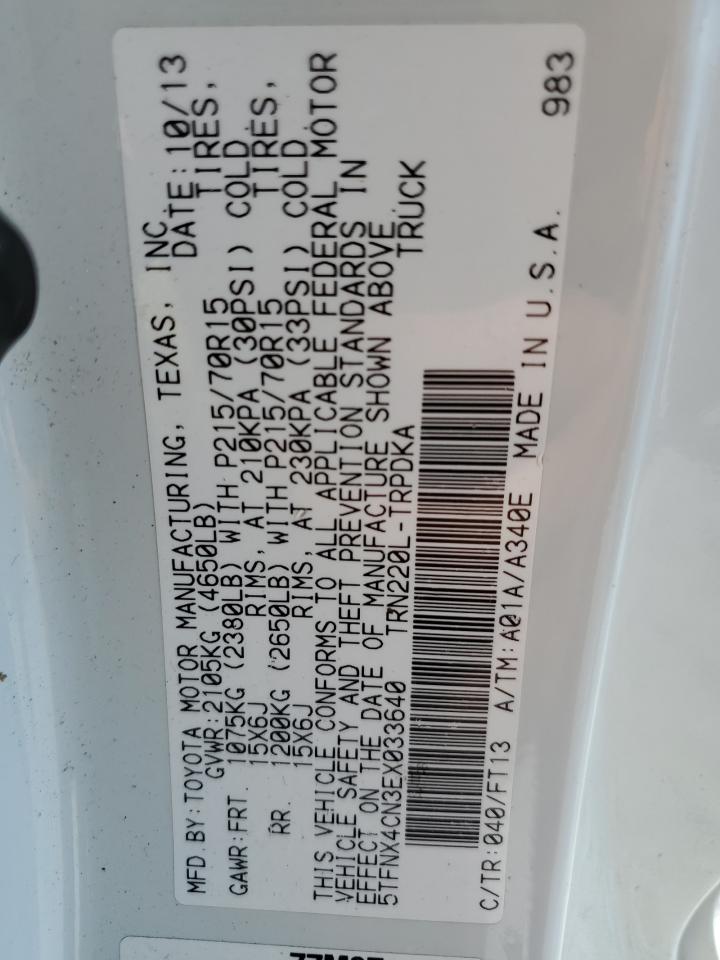 MFD.BY:TOYOTA MOTOR MANUFACTURING, TEXAS, INC.
GVWR:2105KG (4650LB) DATE:10/13
GAWR:FRT. 1075KG (2380LB) WITH P215/70R15 TIRES,
15X6J RIMS, AT 210KPA (30PSI) COLD
RR. 1200KG (2650LB) WITH P215/70R15 TIRES,
15X6J RIMS, AT 230KPA (33PSI) COLD
THIS VEHICLE CONFORMS TO ALL APPLICABLE FEDERAL MOTOR
VEHICLE SAFETY AND THEFT PREVENTION STANDARDS IN
EFFECT ON THE DATE OF MANUFACTURE SHOWN ABOVE.
5TFNX4CN3EX033640 TRN220L-TRPDKA TRUCK
C/TR:040/FT13 A/TM:A01A/A340E MADE IN U.S.A. 983